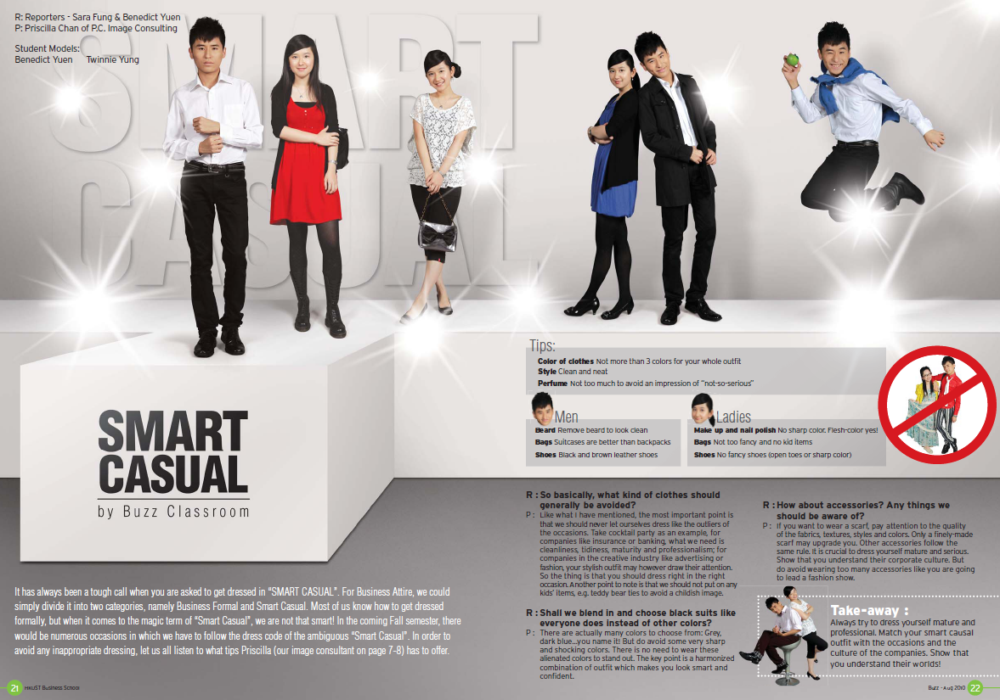 R: Reporters - Sara Fung & Benedict Yuen
P: Priscilla Chan of P.C. Image Consulting
Student Models:
Benedict Yuen Twinnie Yung
SMART
CASUAL
SMART
CASUAL
by Buzz Classroom
It has always been a tough call when you are asked to get dressed in “SMART CASUAL”. For Business Attire, we could
simply divide it into two categories, namely Business Formal and Smart Casual. Most of us know how to get dressed
formally, but when it comes to the magic term of “Smart Casual”, we are not that smart! In the coming Fall semester, there
would be numerous occasions in which we have to follow the dress code of the ambiguous “Smart Casual”. In order to
avoid any inappropriate dressing, let us all listen to what tips Priscilla (our image consultant on page 7-8) has to offer.
21 HKUST Business School
Tips:
Color of clothes Not more than 3 colors for your whole outfit
Style Clean and neat
Perfume Not too much to avoid an impression of “not-so-serious”
Men
Beard Remove beard to look clean
Bags Suitcases are better than backpacks
Shoes Black and brown leather shoes
Ladies
Make up and nail polish No sharp color. Flesh-color yes!
Bags Not too fancy and no kid items
Shoes No fancy shoes (open toes or sharp color)
R : So basically, what kind of clothes should
generally be avoided?
P : Like what I have mentioned, the most important point is
that we should never let ourselves dress like the outliers of
the occasions. Take cocktail party as an example, for
companies like insurance or banking, what we need is
cleanliness, tidiness, maturity and professionalism; for
companies in the creative industry like advertising or
fashion, your stylish outfit may however draw their attention.
So the thing is that you should dress right in the right
occasion. Another point to note is that we should not put on any
kids' items, e.g. teddy bear ties to avoid a childish image.
R : Shall we blend in and choose black suits like
everyone does instead of other colors?
P : There are actually many colors to choose from: Grey,
dark blue...you name it! But do avoid some very sharp
and shocking colors. There is no need to wear these
alienated colors to stand out. The key point is a harmonized
combination of outfit which makes you look smart and
confident.
R : How about accessories? Any things we
should be aware of?
P : If you want to wear a scarf, pay attention to the quality
of the fabrics, textures, styles and colors. Only a finely-made
scarf may upgrade you. Other accessories follow the
same rule. It is crucial to dress yourself mature and serious.
Show that you understand their corporate culture. But
do avoid wearing too many accessories like you are going
to lead a fashion show.
Take-away :
Always try to dress yourself mature and
professional. Match your smart causal
outfit with the occasions and the
culture of the companies. Show that
you understand their worlds!
Buzz - Aug 2010 22